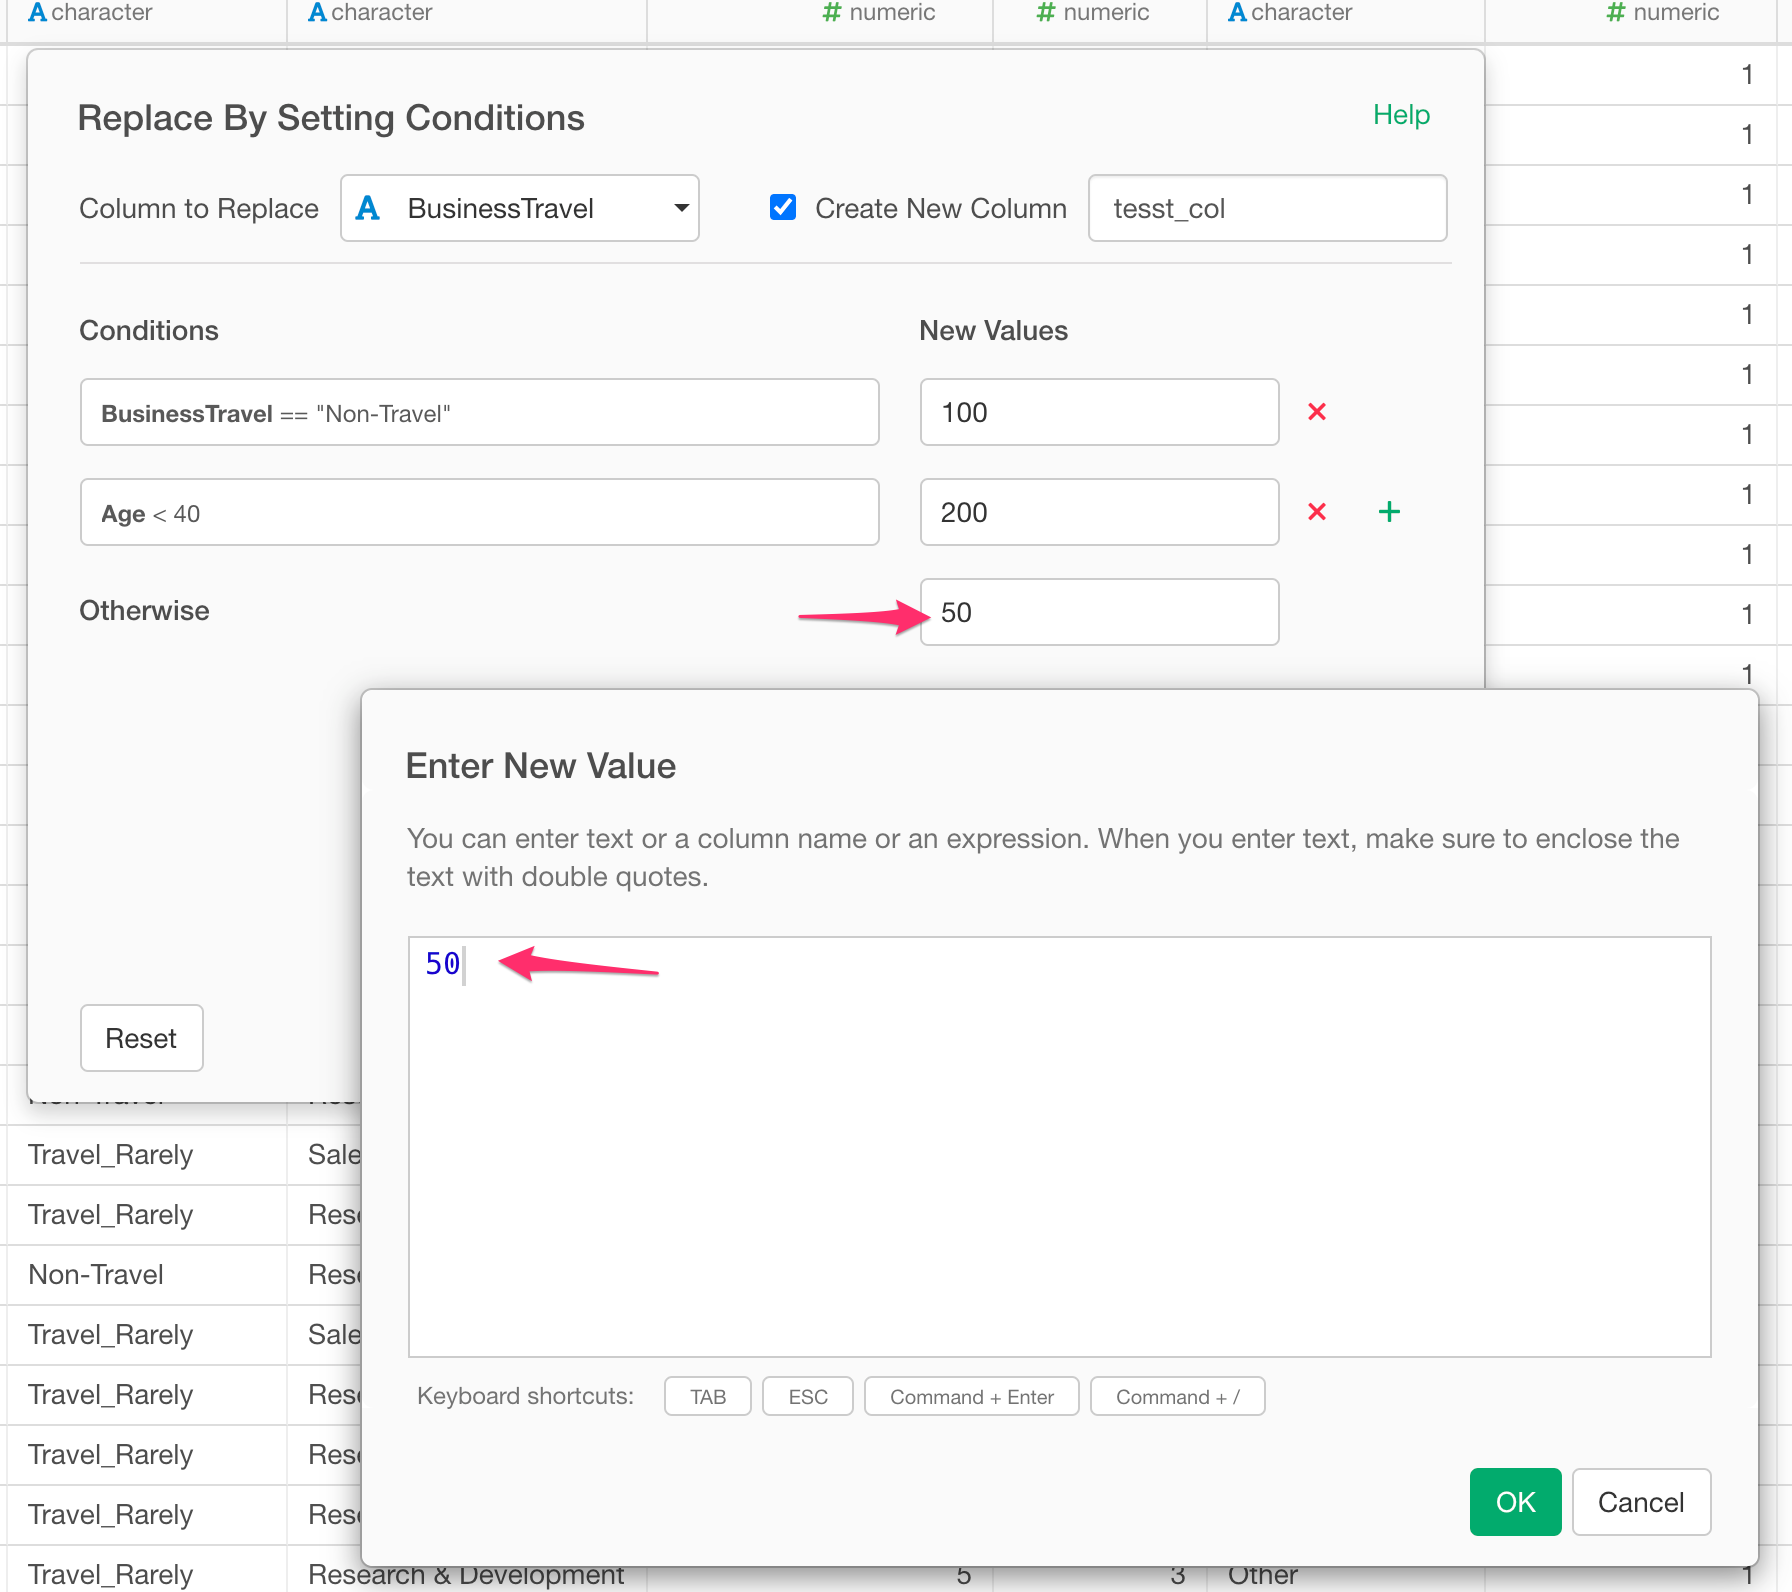 A character A character # numeric # numeric A character # numeric
Replace By Setting Conditions Help
Column to Replace A BusinessTravel Create New Column tesst_col
Conditions New Values
BusinessTravel == "Non-Travel" 100
Age < 40 200
Otherwise 50
1
1
1
1
1
1
1
1
1
1
1
Enter New Value
You can enter text or a column name or an expression. When you enter text, make sure to enclose the
text with double quotes.
50
Keyboard shortcuts: TAB ESC Command + Enter Command + /
OK Cancel
Reset
Travel_Rarely Sale
Travel_Rarely Rese
Non-Travel Rese
Travel_Rarely Sale
Travel_Rarely Rese
Travel_Rarely Rese
Travel_Rarely Rese
Travel_Rarely Research & Development 5 3 Other 1